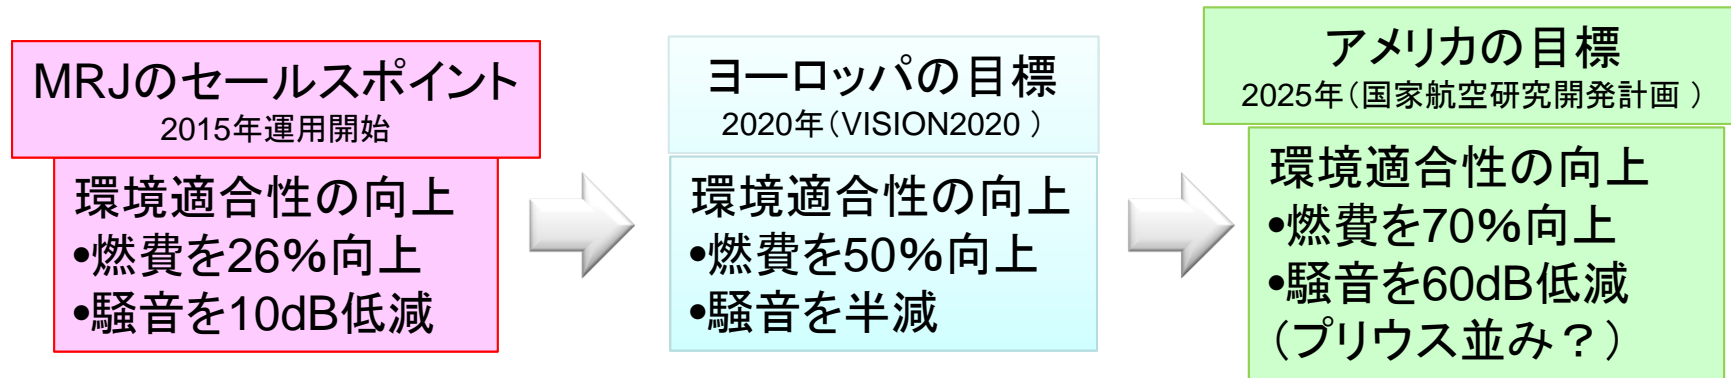 MRJのセールスポイント
2015年運用開始
環境適合性の向上
•燃費を26%向上
•騒音を10dB低減
ヨーロッパの目標
2020年（VISION2020 ）
環境適合性の向上
•燃費を50%向上
•騒音を半減
アメリカの目標
2025年（国家航空研究開発計画 ）
環境適合性の向上
•燃費を70%向上
•騒音を60dB低減
（プリウス並み？）